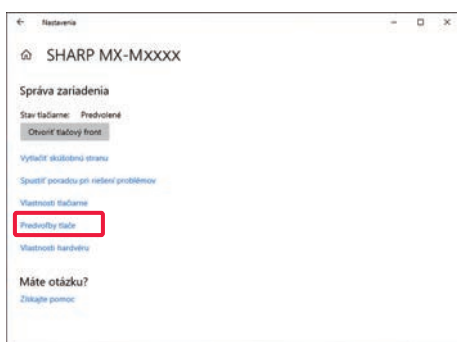 Nastavenia
SHARP MX-MXXXX
Správa zariadenia
Stav tlačiarne: Predvolené
Otvoriť tlačový front
Vytlačiť skúšobnú stranu
Spustiť poradcu pri riešení problémov
Vlastnosti tlačiarne
Predvoľby tlače
Vlastnosti hardvéru
Máte otázku?
Získajte pomoc